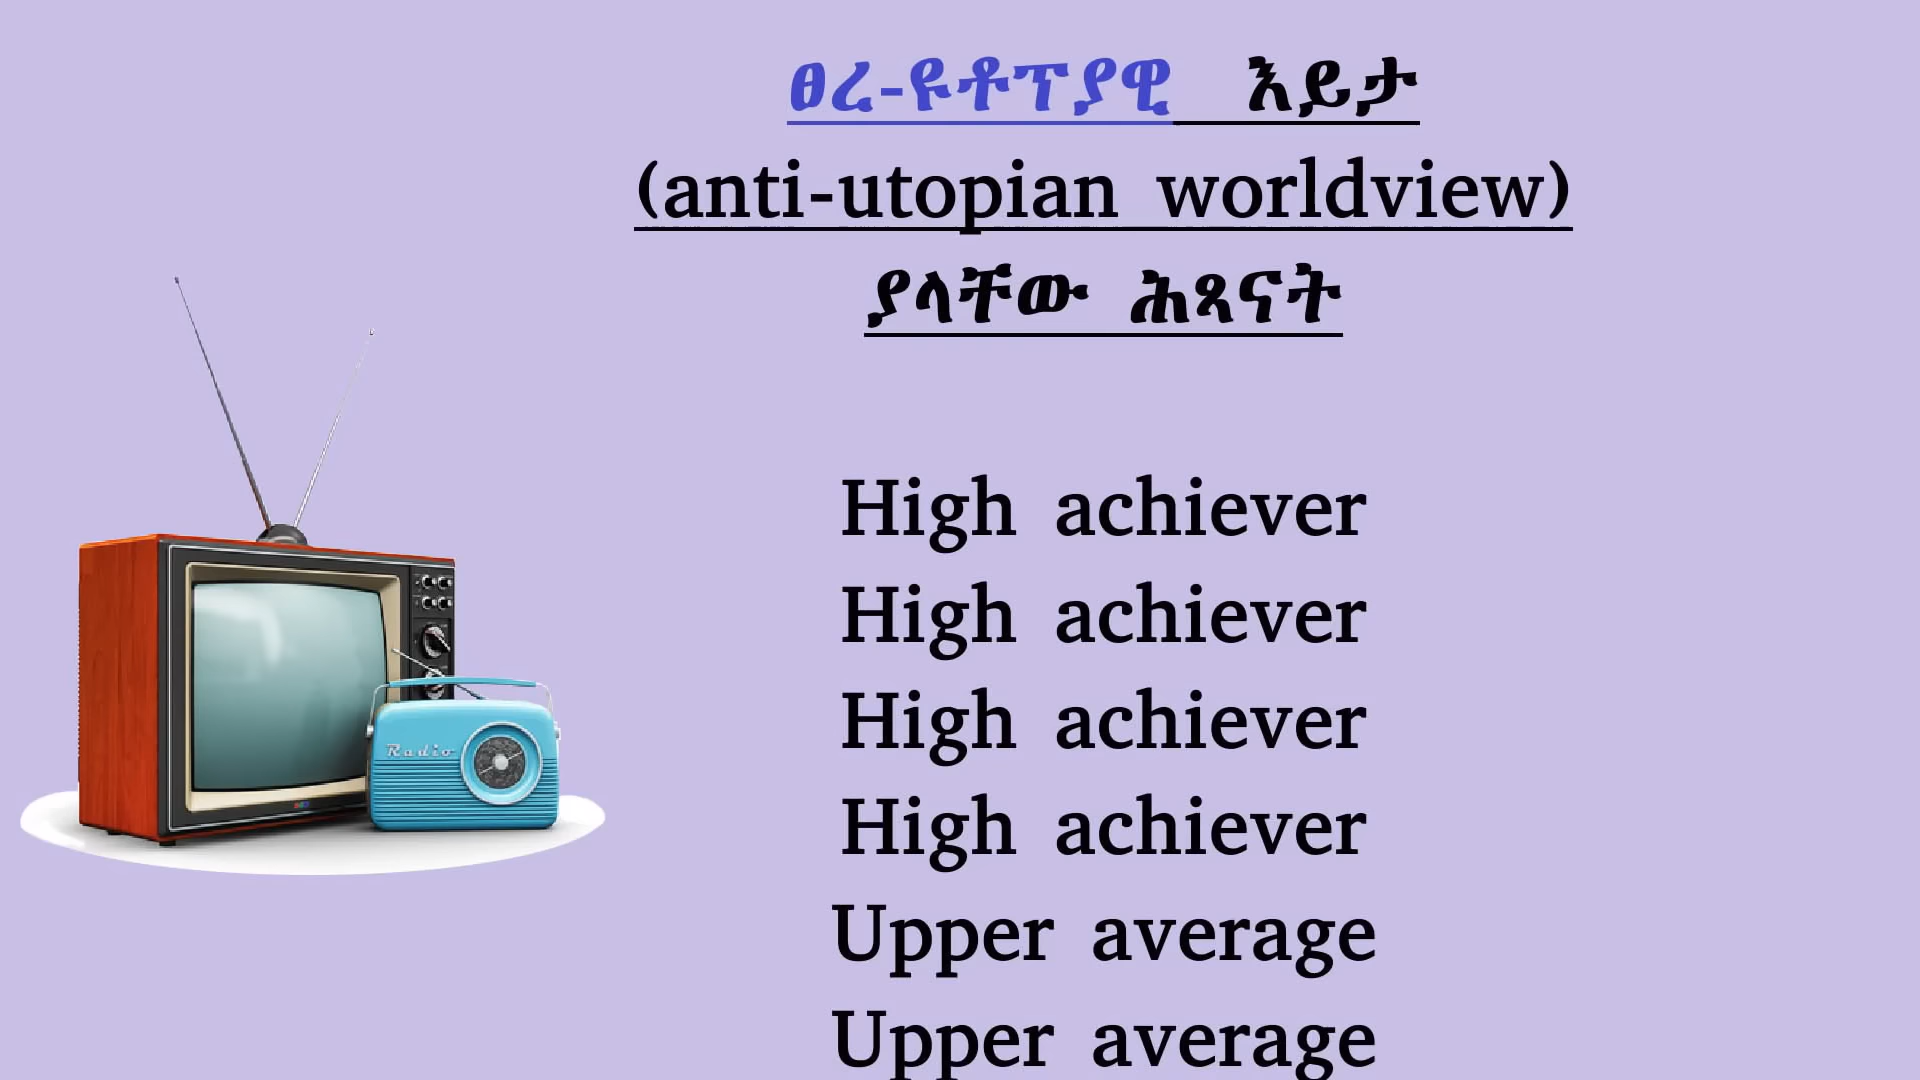 ፀረ-ዩቶፕያዊ እይታ
(anti-utopian worldview)
ያላቸው ሕጻናት
High achiever
High achiever
High achiever
High achiever
Upper average
Upper average
Radio